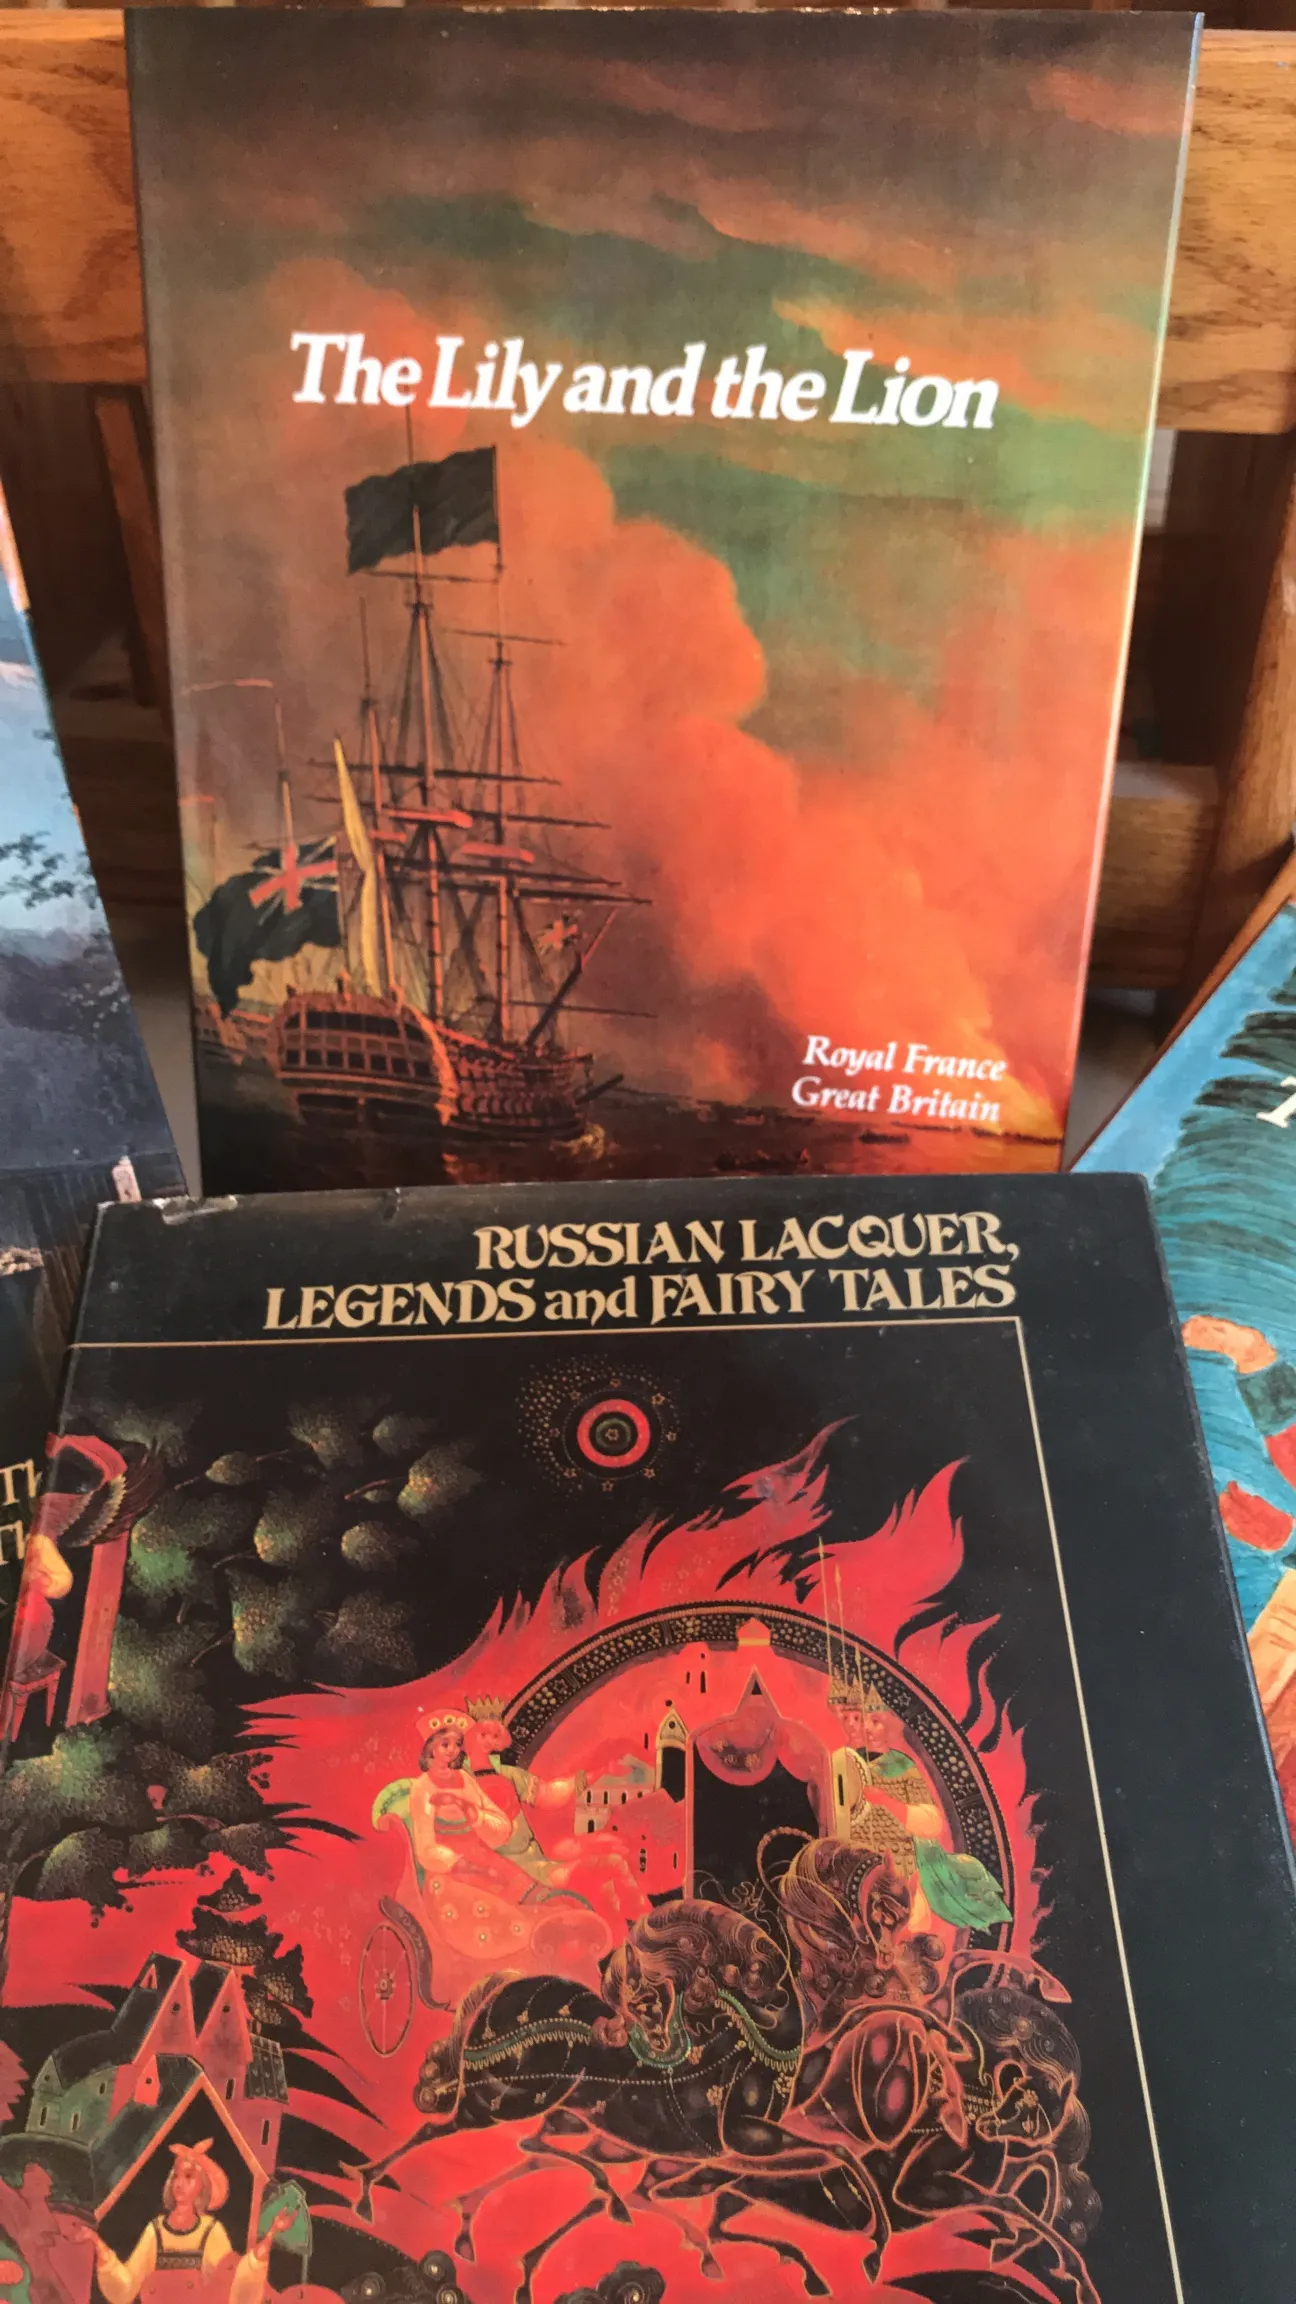 The Lily and the Lion
Royal France
Great Britain
RUSSIAN LACQUER,
LEGENDS and FAIRY TALES